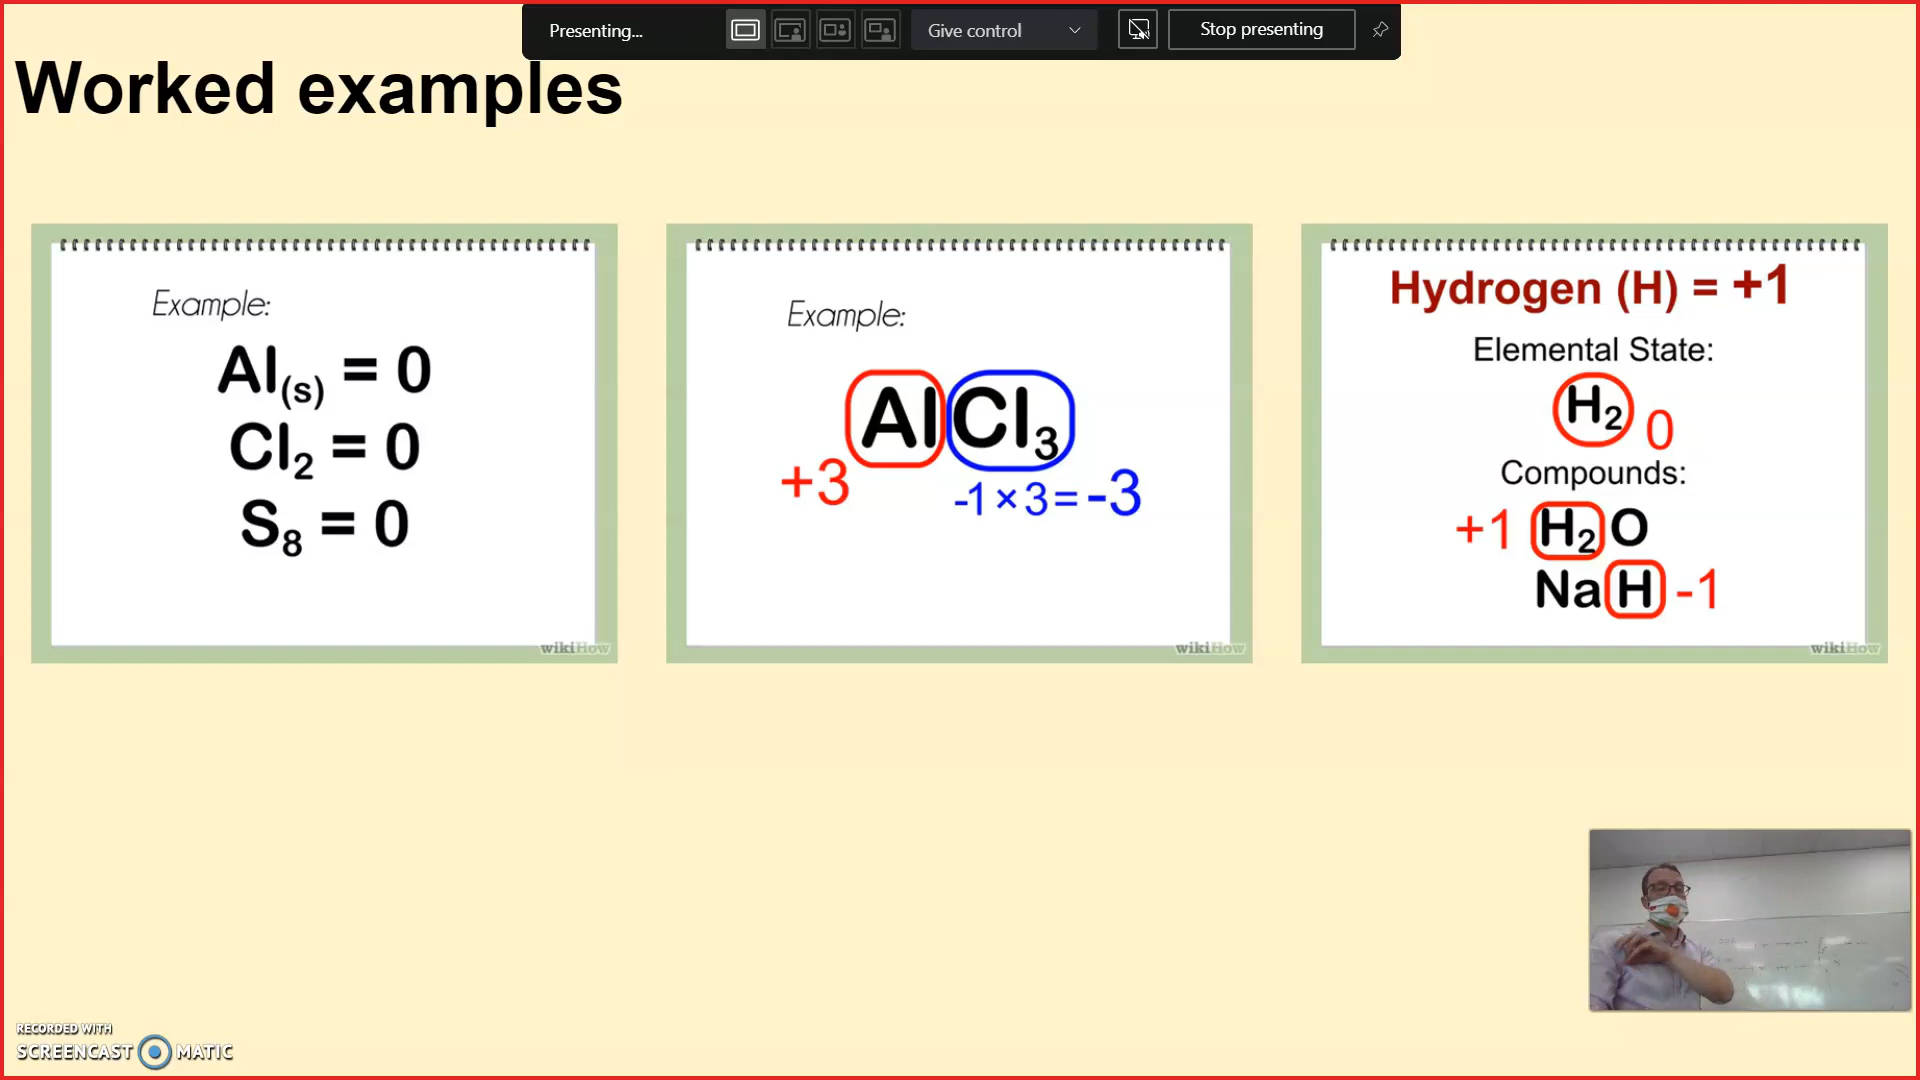 Presenting...
Give control
Stop presenting
Worked examples
Example:
Al(s) = 0
Cl2 = 0
S8 = 0
wikiHow
Example:
AlCl3
+3
-1 × 3 = -3
wikiHow
Hydrogen (H) = +1
Elemental State:
H2 0
Compounds:
+1 H2O
NaH -1
wikiHow
RECORDED WITH
SCREENCAST MATIC